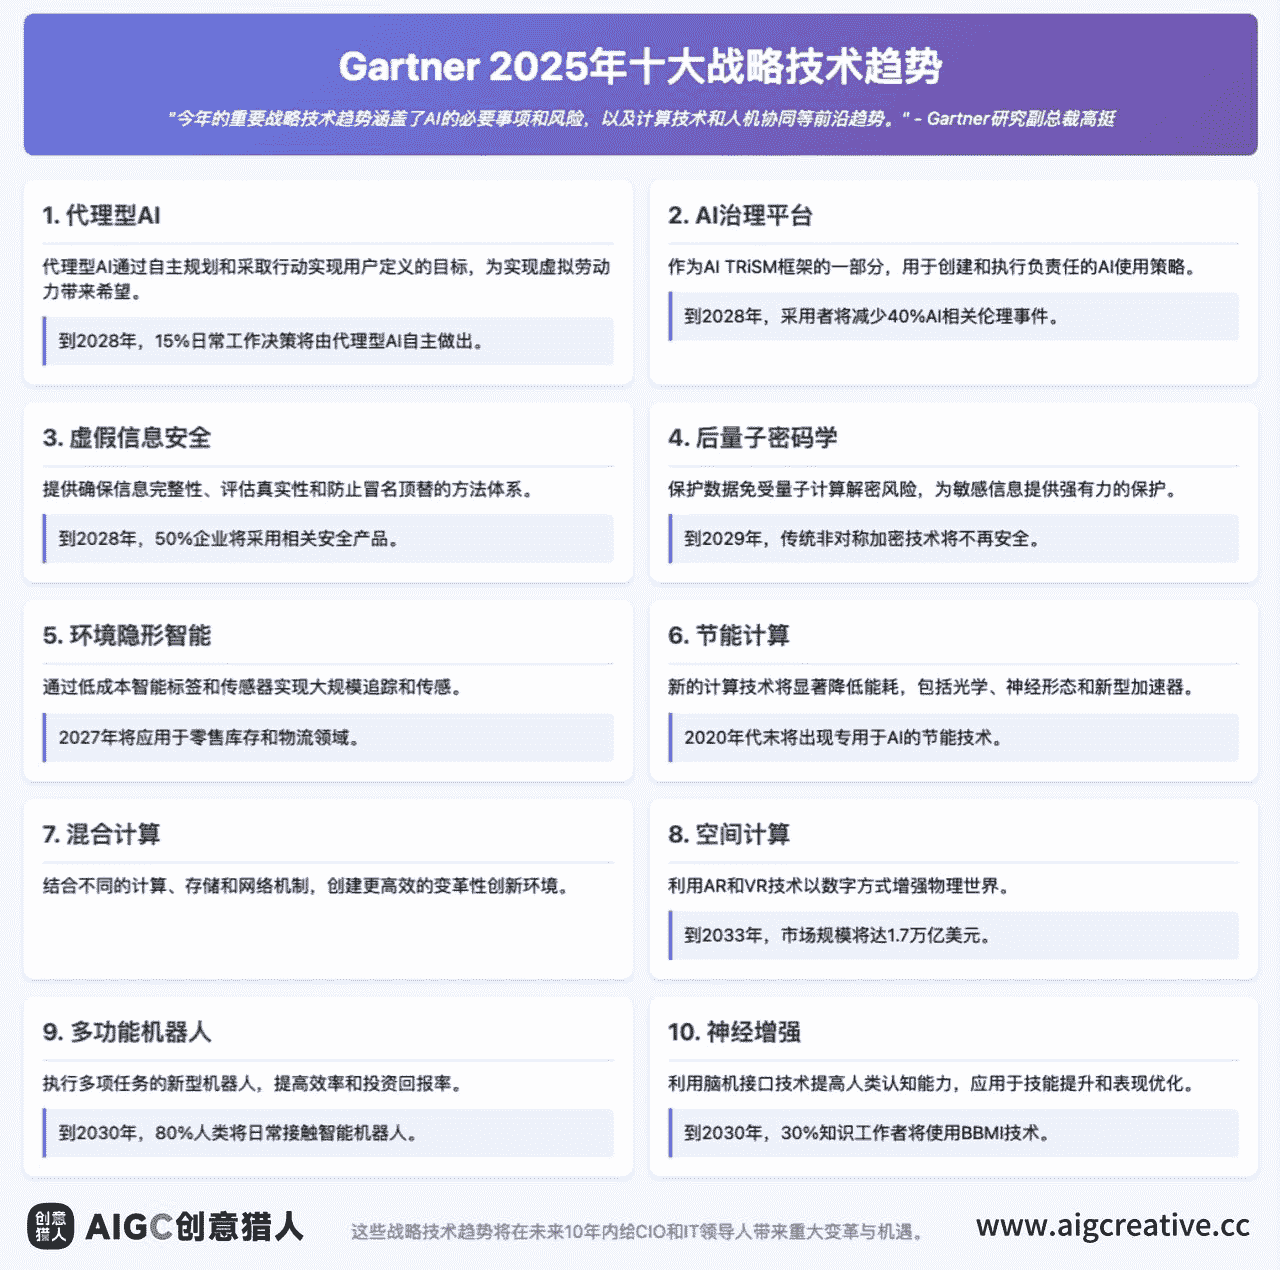 Gartner 2025年十大战略技术趋势
"今年的重要战略技术趋势涵盖了AI的必要事项和风险，以及计算技术和人机协同等前沿趋势。" - Gartner研究副总裁高挺
1. 代理型AI
代理型AI通过自主规划和采取行动实现用户定义的目标，为实现虚拟劳动
力带来希望。
到2028年，15%日常工作决策将由代理型AI自主做出。
2. AI治理平台
作为AI TRiSM框架的一部分，用于创建和执行负责任的AI使用策略。
到2028年，采用者将减少40%AI相关伦理事件。
3. 虚假信息安全
提供确保信息完整性、评估真实性和防止冒名顶替的方法体系。
到2028年，50%企业将采用相关安全产品。
4. 后量子密码学
保护数据免受量子计算解密风险，为敏感信息提供强有力的保护。
到2029年，传统非对称加密技术将不再安全。
5. 环境隐形智能
通过低成本智能标签和传感器实现大规模追踪和传感。
2027年将应用于零售库存和物流领域。
6. 节能计算
新的计算技术将显著降低能耗，包括光学、神经形态和新型加速器。
2020年代末将出现专用于AI的节能技术。
7. 混合计算
结合不同的计算、存储和网络机制，创建更高效的变革性创新环境。
8. 空间计算
利用AR和VR技术以数字方式增强物理世界。
到2033年，市场规模将达1.7万亿美元。
9. 多功能机器人
执行多项任务的新型机器人，提高效率和投资回报率。
到2030年，80%人类将日常接触智能机器人。
10. 神经增强
利用脑机接口技术提高人类认知能力，应用于技能提升和表现优化。
到2030年，30%知识工作者将使用BBMI技术。
创意
猎人
AIGC创意猎人
这些战略技术趋势将在未来10年内给CIO和IT领导人带来重大变革与机遇。
www.aigcreative.cc